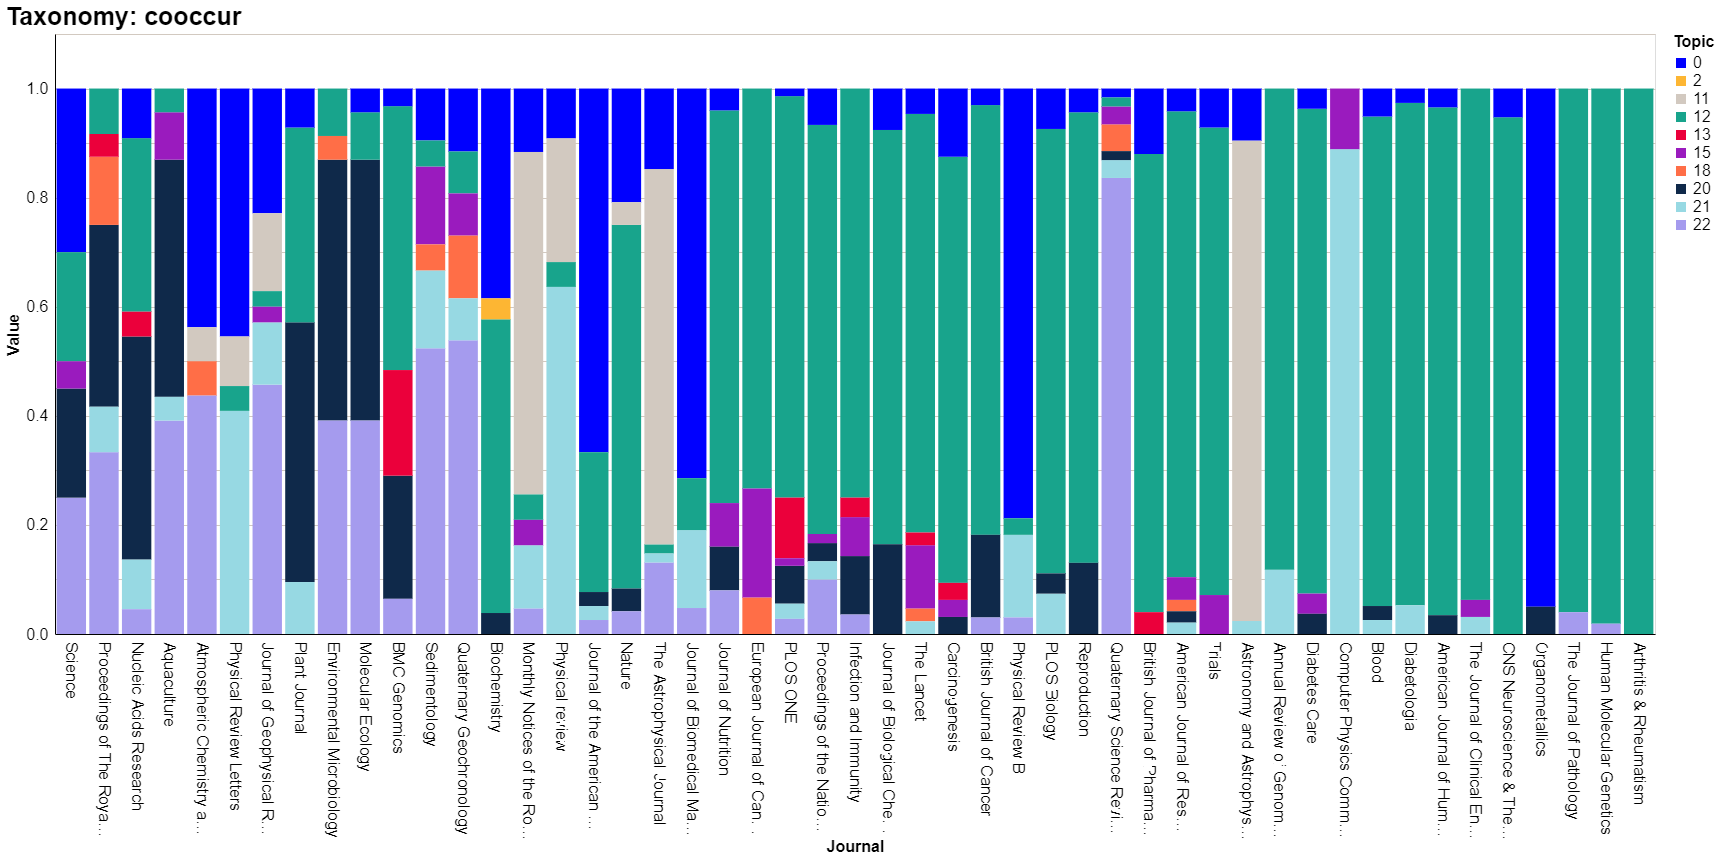 Taxonomy: cooccur
Topic
0
2
11
12
13
15
18
20
21
22
Value
1.0
0.8
0.6
0.4
0.2
0.0
Science
Proceedings of The Roya…
Nucleic Acids Research
Aquaculture
Atmospheric Chemistry a…
Physical Review Letters
Journal of Geophysical R…
Plant Journal
Environmental Microbiology
Molecular Ecology
BMC Genomics
Sedimentology
Quaternary Geochronology
Biochemistry
Monthly Notices of the Ro…
Physical review
Journal of the American …
Nature
The Astrophysical Journal
Journal of Biomedical Ma…
Journal of Nutrition
European Journal of Can…
PLOS ONE
Proceedings of the Natio…
Infection and Immunity
Journal of Biological Che…
The Lancet
Carcinogenesis
British Journal of Cancer
Physical Review B
PLOS Biology
Reproduction
Quaternary Science Revi…
British Journal of Pharma…
American Journal of Res…
Trials
Astronomy and Astrophys…
Annual Review of Genom…
Diabetes Care
Computer Physics Comm…
Blood
Diabetologia
American Journal of Hum…
The Journal of Clinical En…
CNS Neuroscience & The…
Organometallics
The Journal of Pathology
Human Molecular Genetics
Arthritis & Rheumatism
Journal